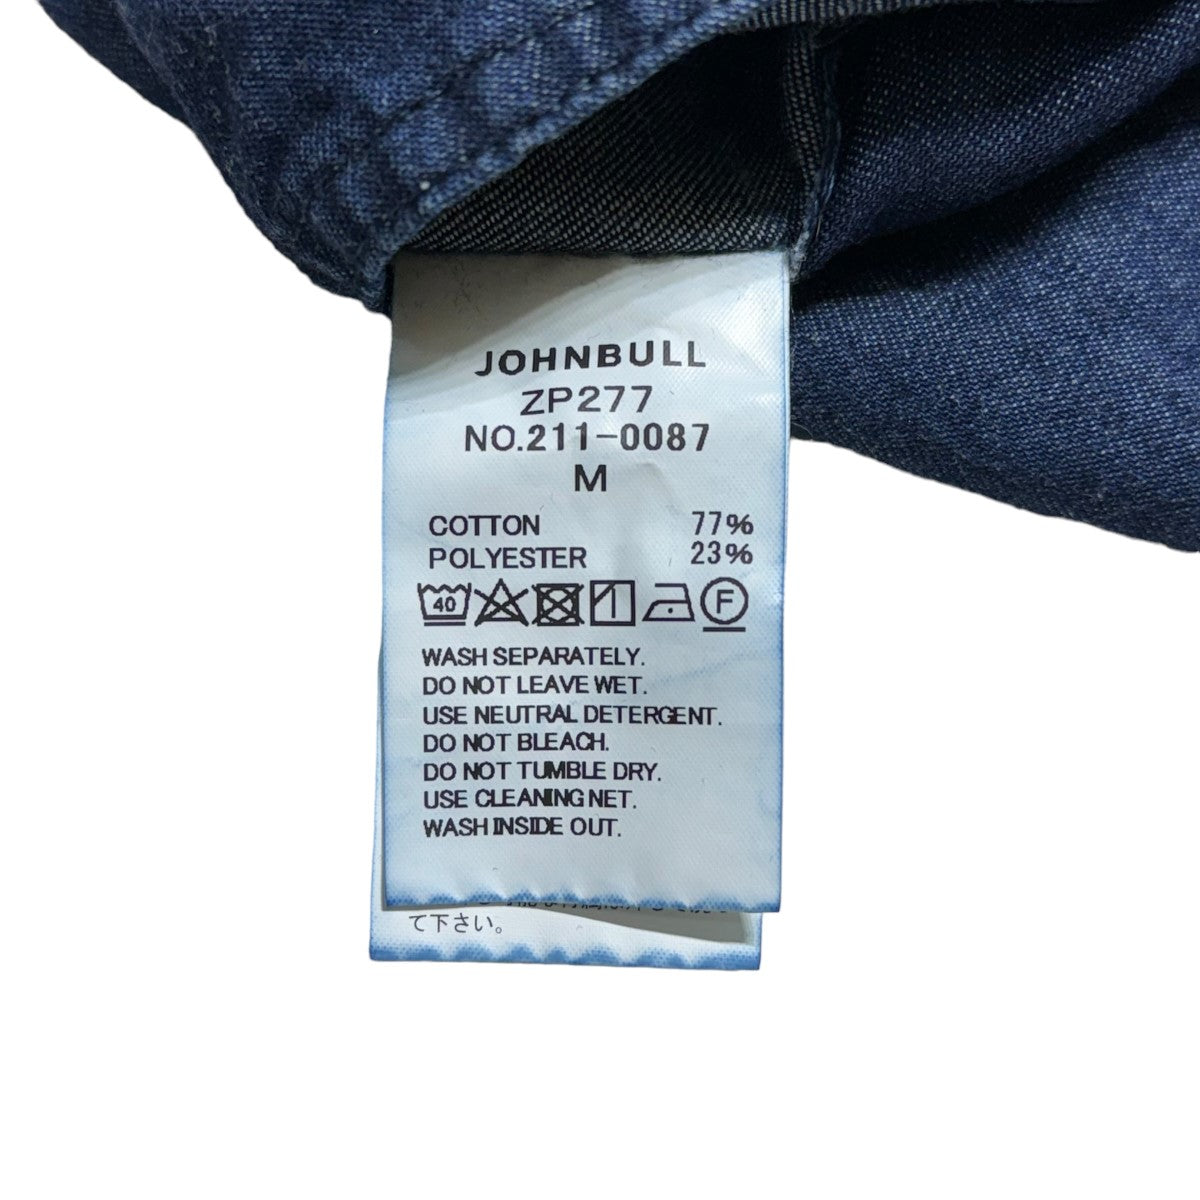 JOHNBULL
ZP277
NO.211-0087
M
COTTON 77%
POLYESTER 23%
40 F
WASH SEPARATELY.
DO NOT LEAVE WET.
USE NEUTRAL DETERGENT.
DO NOT BLEACH.
DO NOT TUMBLE DRY.
USE CLEANING NET.
WASH INSIDE OUT.
て下さい。